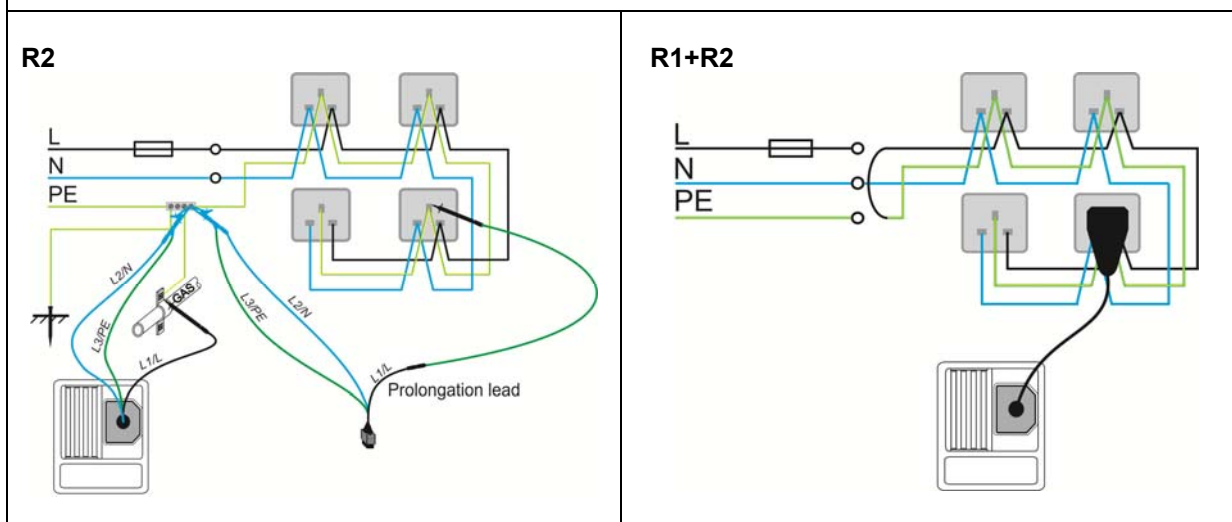 R2
L
N
PE
L2/N
L3/PE
GAS
L1/L
L3/PE
L2/N
L1/L
Prolongation lead
R1+R2
L
N
PE